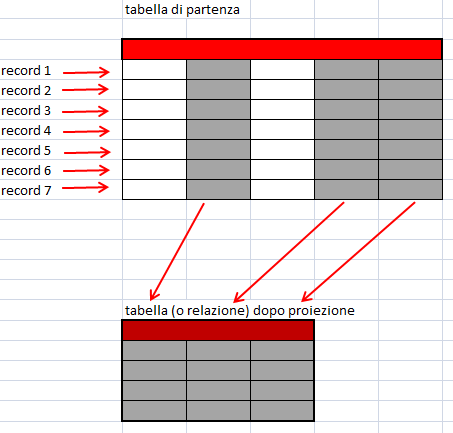 tabella di partenza
record 1
record 2
record 3
record 4
record 5
record 6
record 7
tabella (o relazione) dopo proiezione